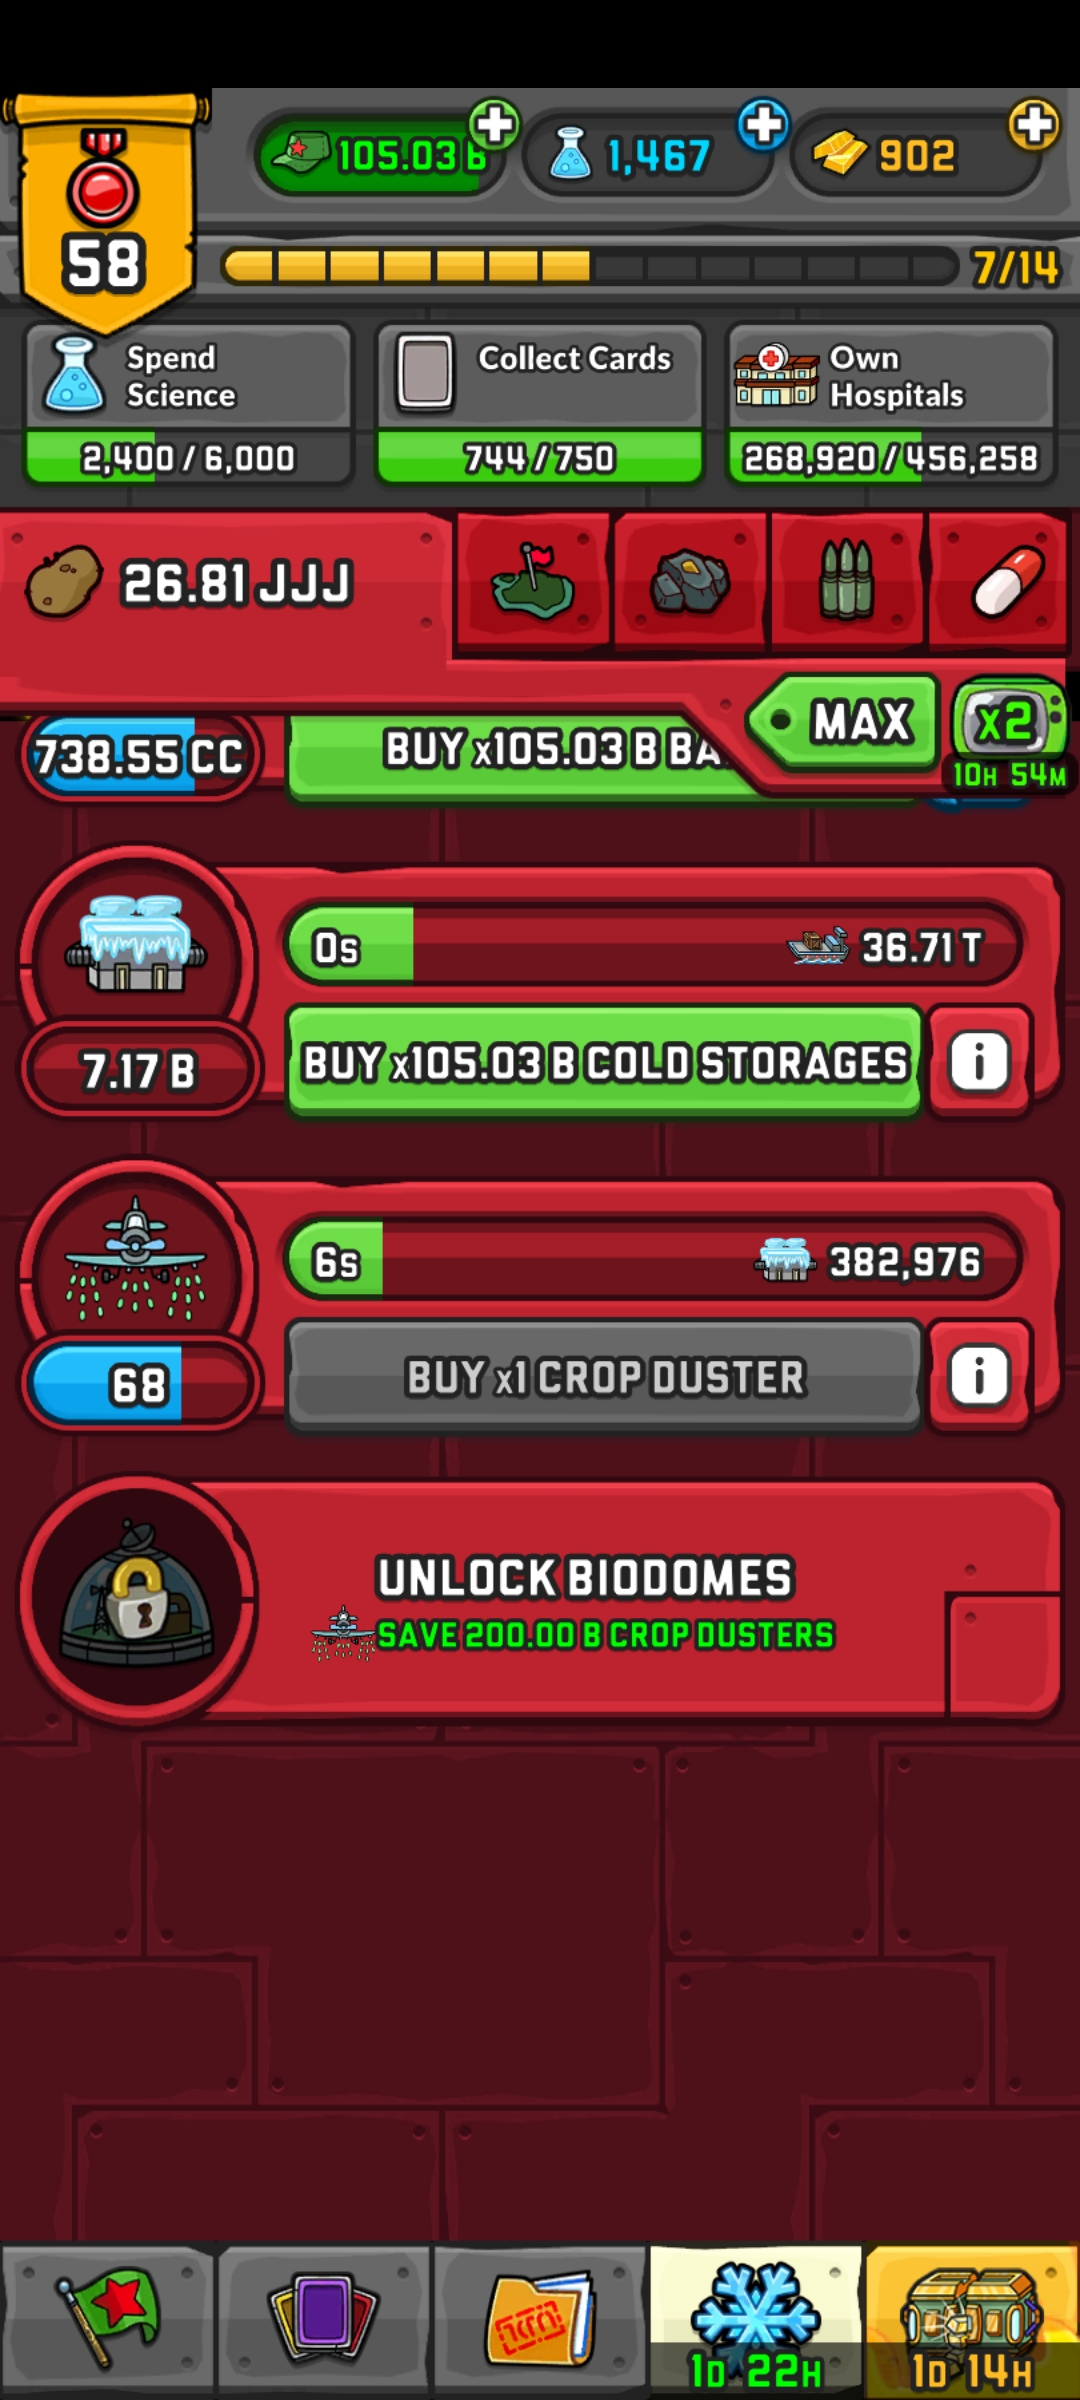 105.03 B
1,467
902
58
7/14
Spend
Science
2,400 / 6,000
Collect Cards
744 / 750
Own
Hospitals
268,920 / 456,258
26.81 JJJ
MAX
x2
10H 54M
738.55 CC
BUY x105.03 B BA
0s
36.71 T
7.17 B
BUY x105.03 B COLD STORAGES
i
6s
382,976
68
BUY x1 CROP DUSTER
i
UNLOCK BIODOMES
SAVE 200.00 B CROP DUSTERS
1D 22H
1D 14H